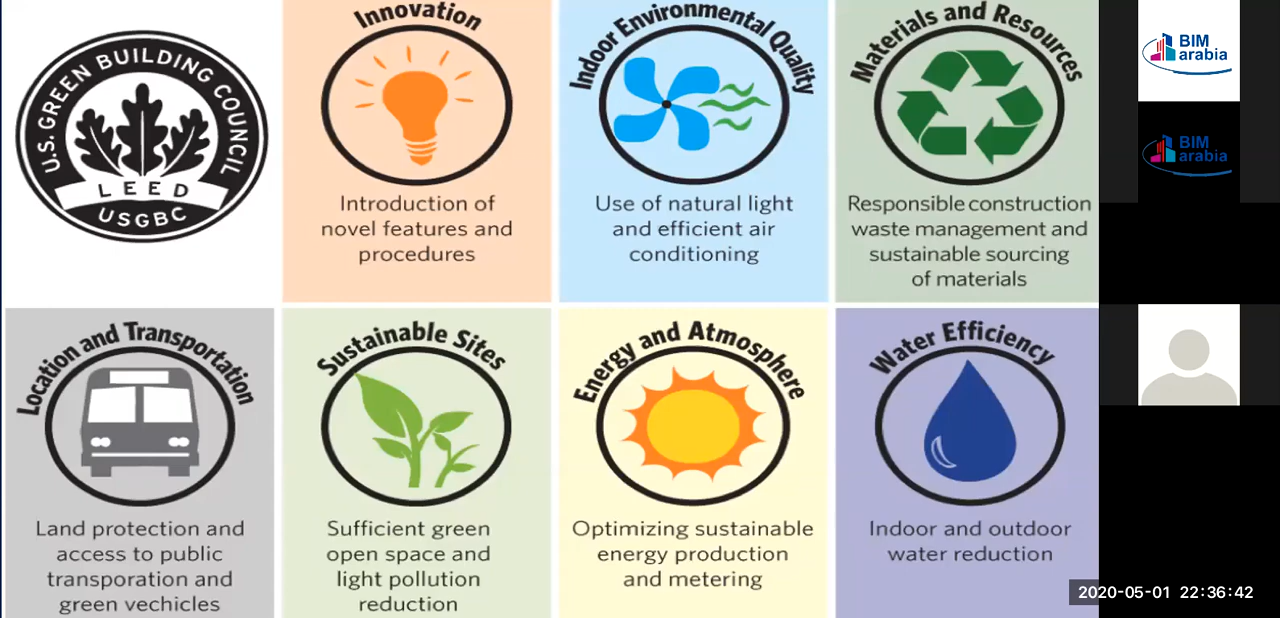 U.S. GREEN BUILDING COUNCIL
LEED
USGBC
Innovation
Introduction of
novel features and
procedures
Indoor Environmental Quality
Use of natural light
and efficient air
conditioning
Materials and Resources
Responsible construction
waste management and
sustainable sourcing
of materials
BIM
arabia
BIM
arabia
Location and Transportation
Land protection and
access to public
transporation and
green vechicles
Sustainable Sites
Sufficient green
open space and
light pollution
reduction
Energy and Atmosphere
Optimizing sustainable
energy production
and metering
Water Efficiency
Indoor and outdoor
water reduction
2020-05-01 22:36:42